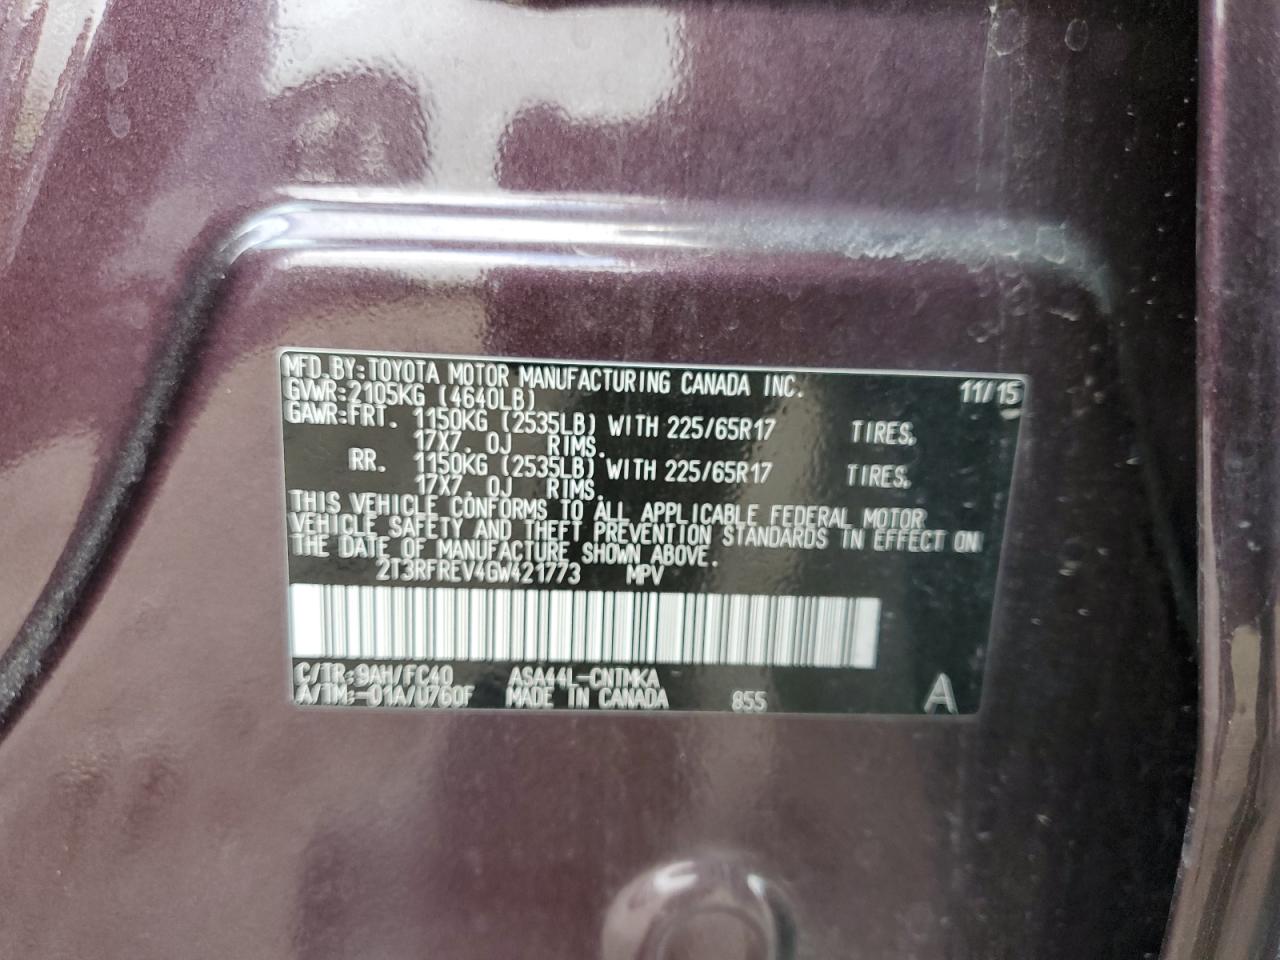 MFD.BY:TOYOTA MOTOR MANUFACTURING CANADA INC. 11/15
GVWR:2105KG (4640LB)
GAWR:FRT. 1150KG (2535LB) WITH 225/65R17 TIRES,
17X7.0J RIMS.
RR. 1150KG (2535LB) WITH 225/65R17 TIRES,
17X7.0J RIMS.
THIS VEHICLE CONFORMS TO ALL APPLICABLE FEDERAL MOTOR
VEHICLE SAFETY AND THEFT PREVENTION STANDARDS IN EFFECT ON
THE DATE OF MANUFACTURE SHOWN ABOVE.
2T3RFREV4GW421773 MPV
C/TR:9AH/FC40 ASA44L-CNTMKA
A/TM:-01A/U760F MADE IN CANADA 855 A